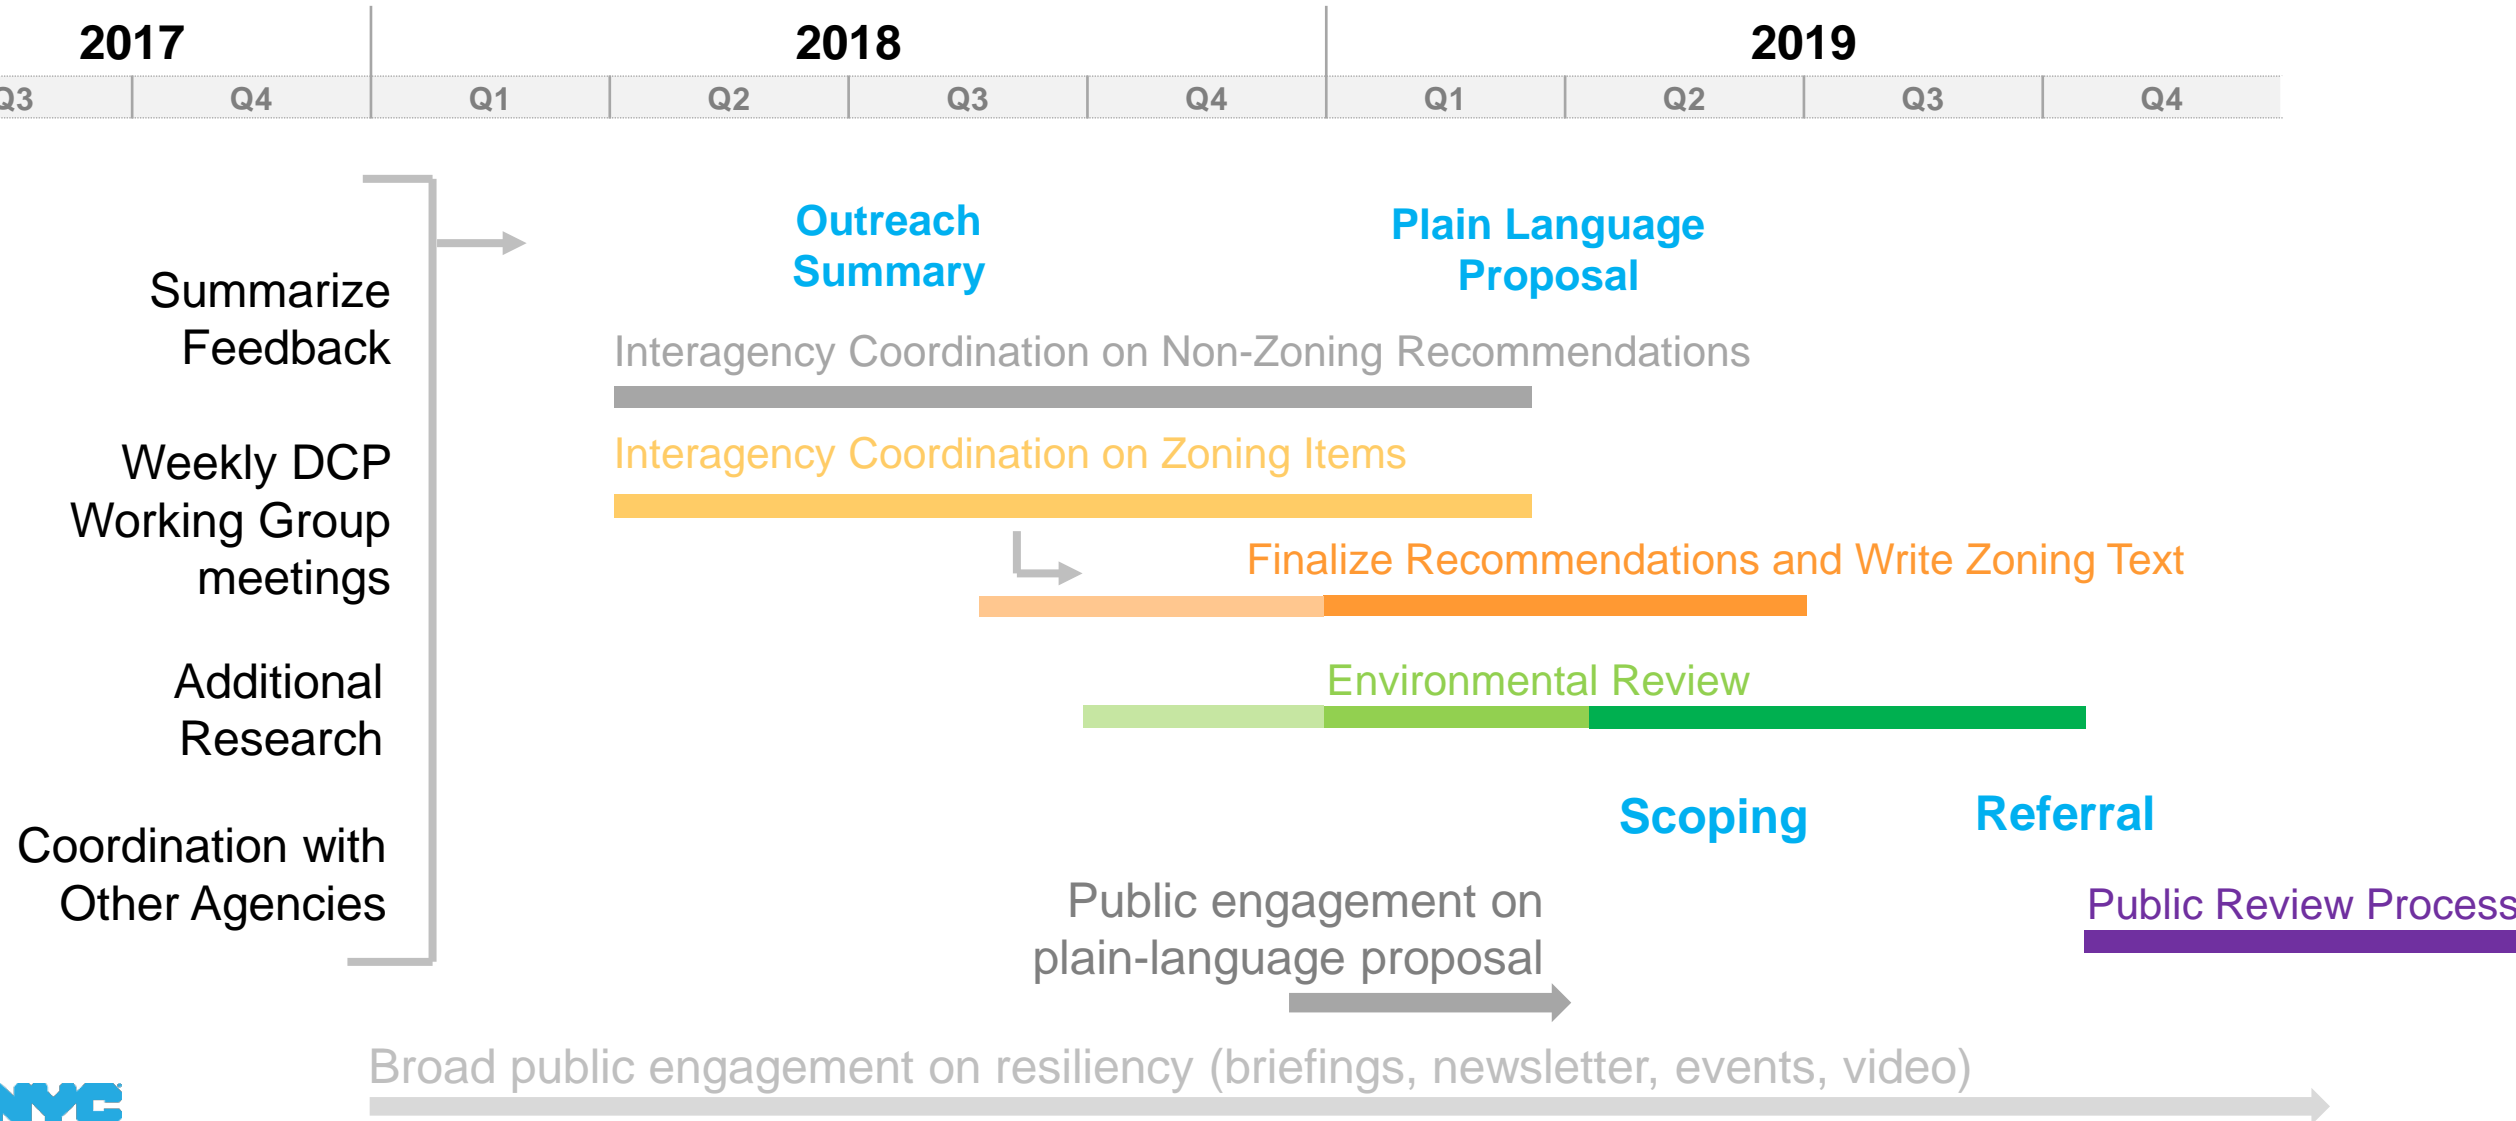 2017
2018
2019
Q3
Q4
Q1
Q2
Q3
Q4
Q1
Q2
Q3
Q4
Summarize
Feedback
Weekly DCP
Working Group
meetings
Additional
Research
Coordination with
Other Agencies
Outreach
Summary
Plain Language
Proposal
Interagency Coordination on Non-Zoning Recommendations
Interagency Coordination on Zoning Items
Finalize Recommendations and Write Zoning Text
Environmental Review
Scoping
Referral
Public engagement on
plain-language proposal
Public Review Process
Broad public engagement on resiliency (briefings, newsletter, events, video)
NYC